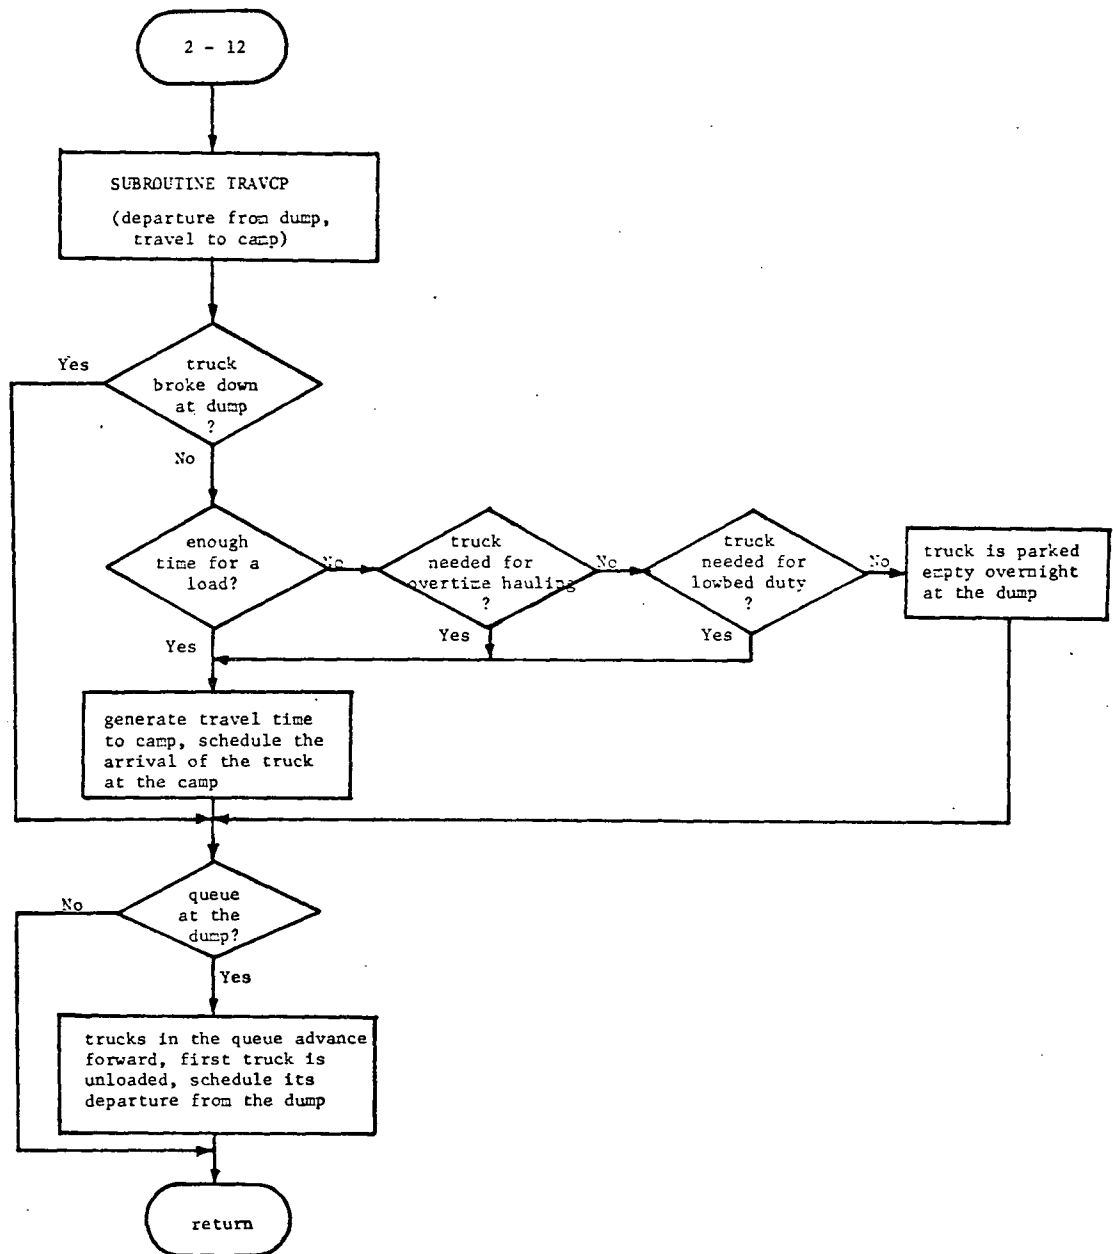 2 - 12
SUBROUTINE TRAVCP
(departure from dump,
travel to camp)
Yes
truck
broke down
at dump
?
No
enough
time for a
load?
No
truck
needed for
overtime hauling
?
No
truck
needed for
lowbed duty
?
No
truck is parked
empty overnight
at the dump
Yes
Yes
Yes
generate travel time
to camp, schedule the
arrival of the truck
at the camp
No
queue
at the
dump?
Yes
trucks in the queue advance
forward, first truck is
unloaded, schedule its
departure from the dump
return